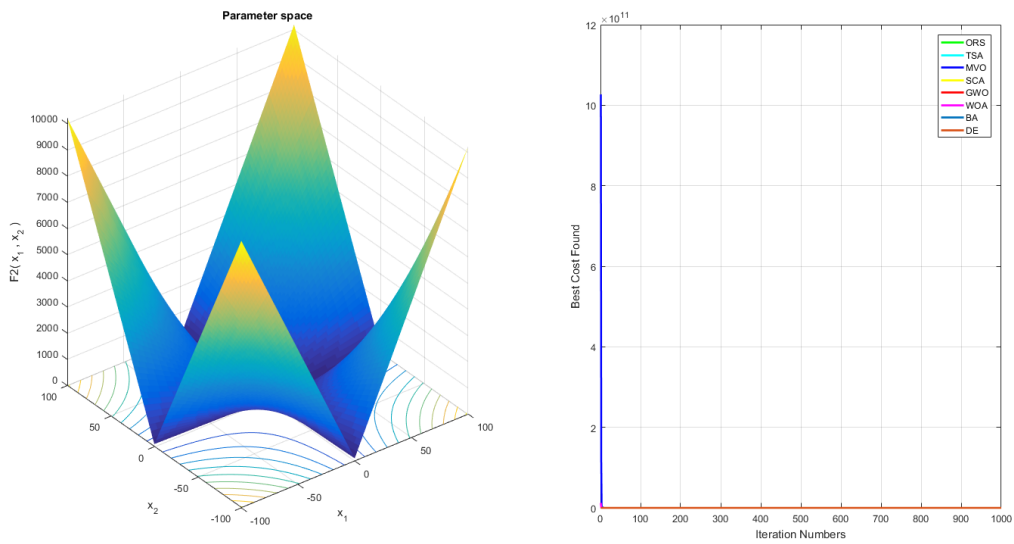 Parameter space
F2( x1 , x2 )
10000
9000
8000
7000
6000
5000
4000
3000
2000
1000
0
100
50
0
-50
-100
x2
-100
-50
0
50
100
x1
×10^11
12
10
8
6
4
2
0
Best Cost Found
0 100 200 300 400 500 600 700 800 900 1000
Iteration Numbers
ORS
TSA
MVO
SCA
GWO
WOA
BA
DE